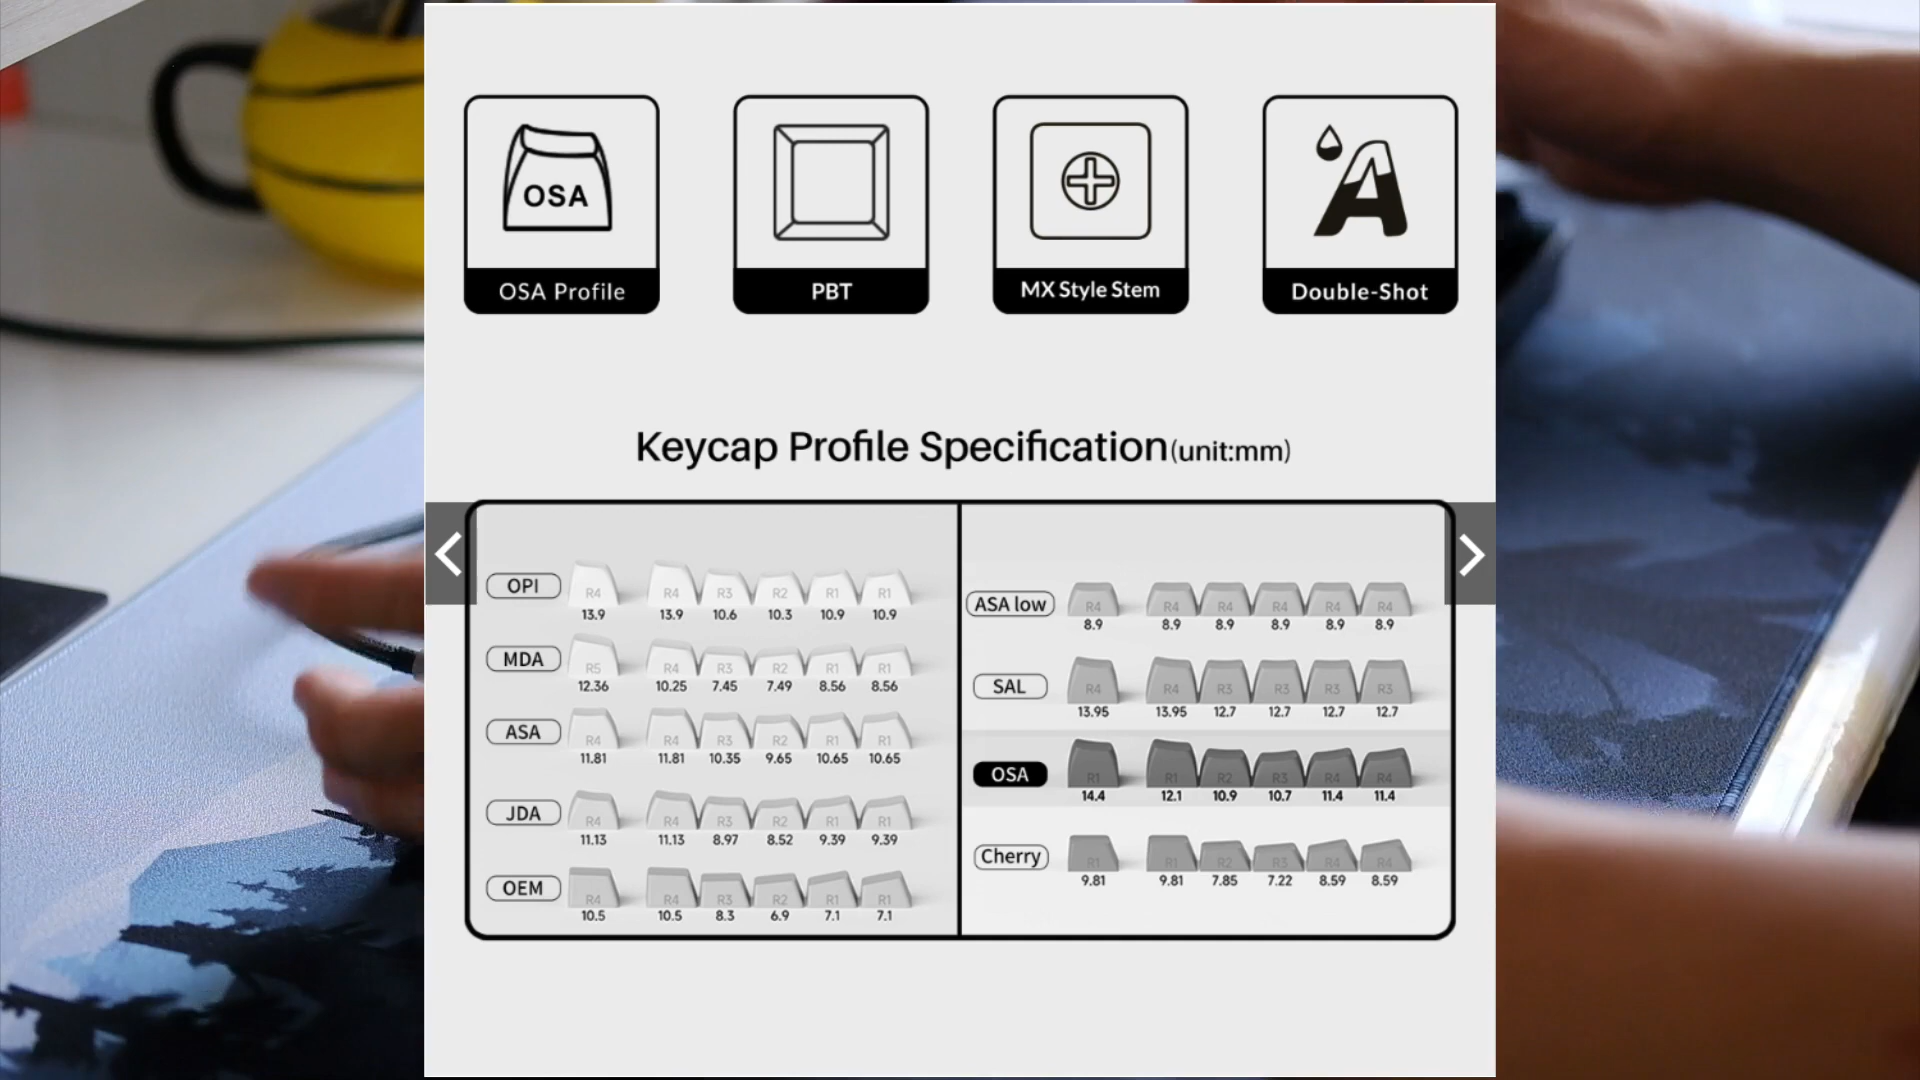 OSA
OSA Profile
PBT
MX Style Stem
A
Double-Shot
Keycap Profile Specification(unit:mm)
OPI
R4 R4 R3 R2 R1 R1
13.9 13.9 10.6 10.3 10.9 10.9
MDA
R5 R4 R3 R2 R1 R1
12.36 10.25 7.45 7.49 8.56 8.56
ASA
R4 R4 R3 R2 R1 R1
11.81 11.81 10.35 9.65 10.65 10.65
JDA
R4 R4 R3 R2 R1 R1
11.13 11.13 8.97 8.52 9.39 9.39
OEM
R4 R4 R3 R2 R1 R1
10.5 10.5 8.3 6.9 7.1 7.1
ASA low
R4 R4 R4 R4 R4 R4
8.9 8.9 8.9 8.9 8.9 8.9
SAL
R4 R4 R3 R3 R3 R3
13.95 13.95 12.7 12.7 12.7 12.7
OSA
R1 R1 R2 R3 R4 R4
14.4 12.1 10.9 10.7 11.4 11.4
Cherry
R1 R1 R2 R3 R4 R4
9.81 9.81 7.85 7.22 8.59 8.59